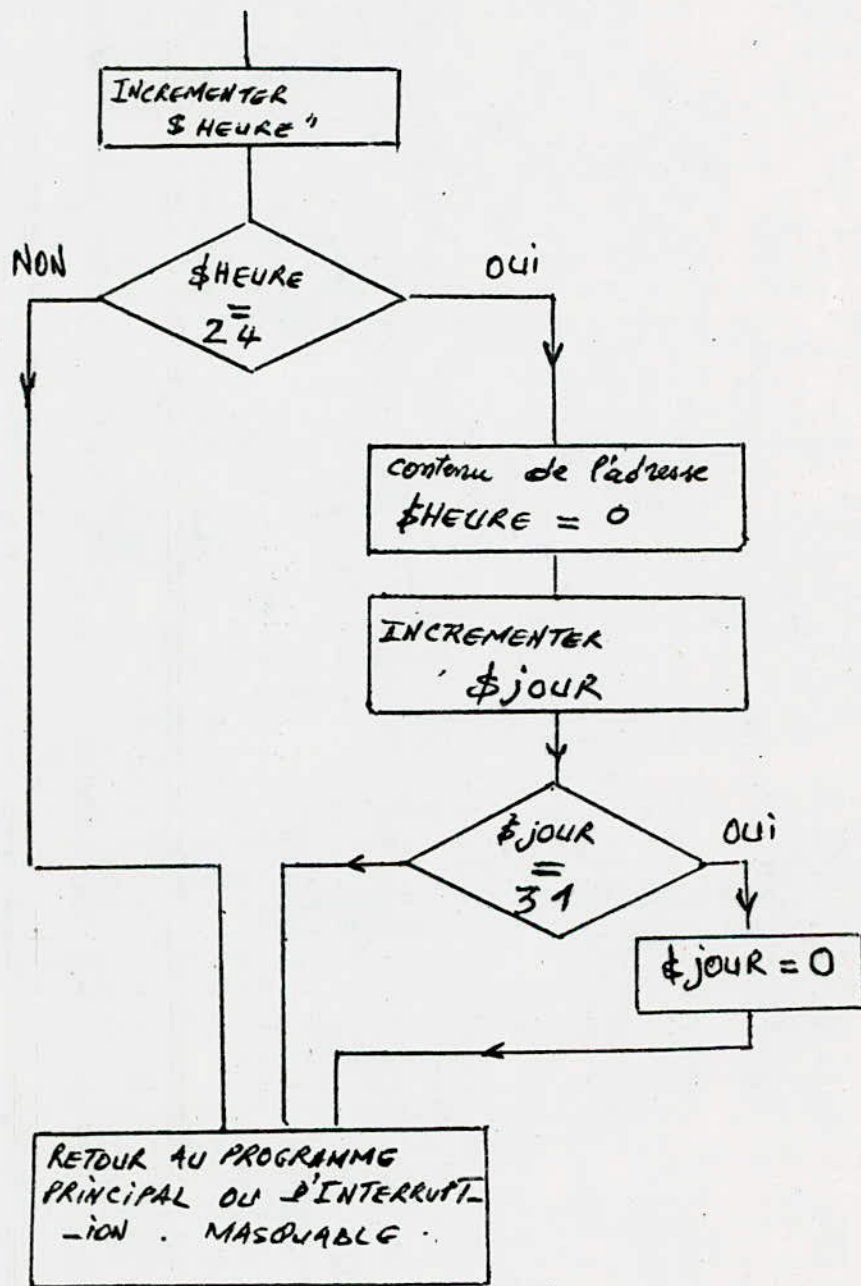 INCREMENTER
$ HEURE"
NON
$HEURE
=
24
OUI
contenu de l'adresse
$HEURE = 0
INCREMENTER
$jOUR
$jOUR
=
31
OUI
$jOUR = 0
RETOUR AU PROGRAMME
PRINCIPAL OU D'INTERRUPT-
-ION . MASQUABLE .